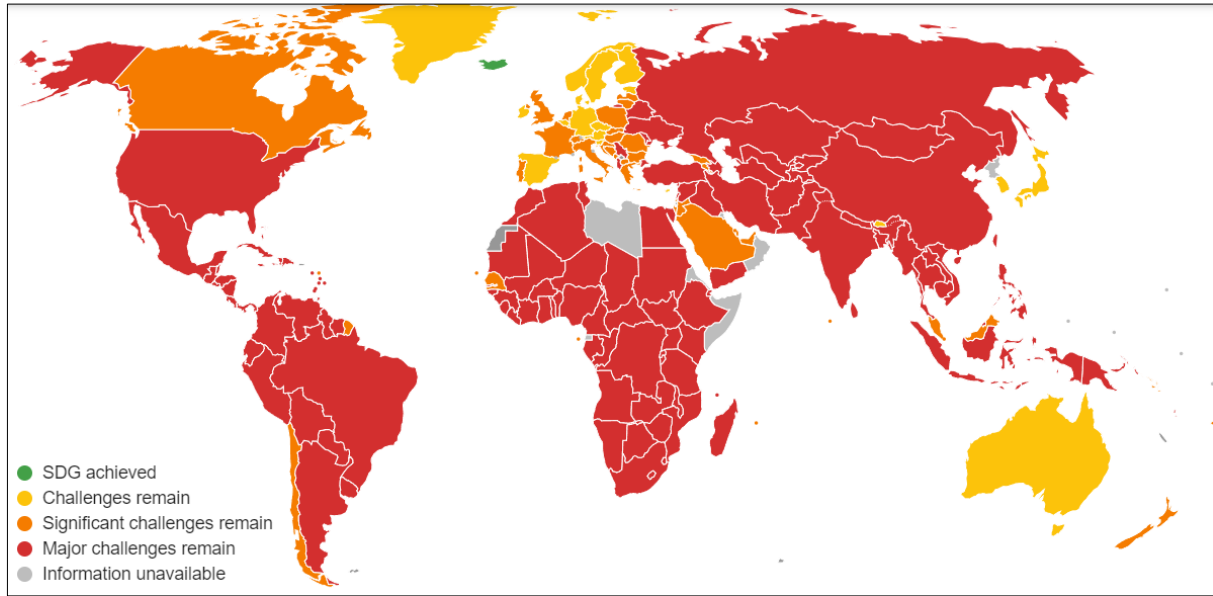 SDG achieved
Challenges remain
Significant challenges remain
Major challenges remain
Information unavailable